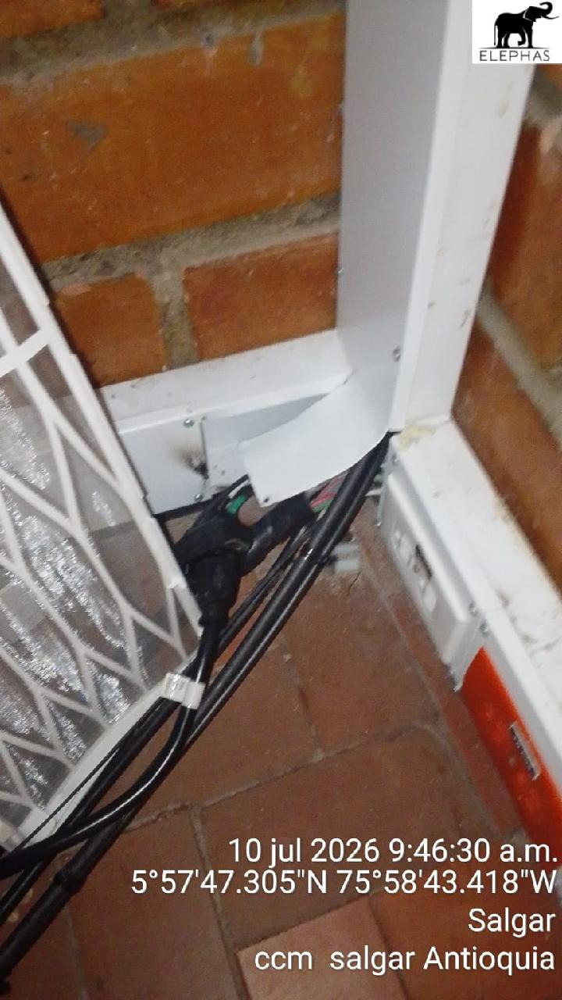 ELEPHAS
10 jul 2026 9:46:30 a.m.
5°57'47.305"N 75°58'43.418"W
Salgar
ccm salgar Antioquia